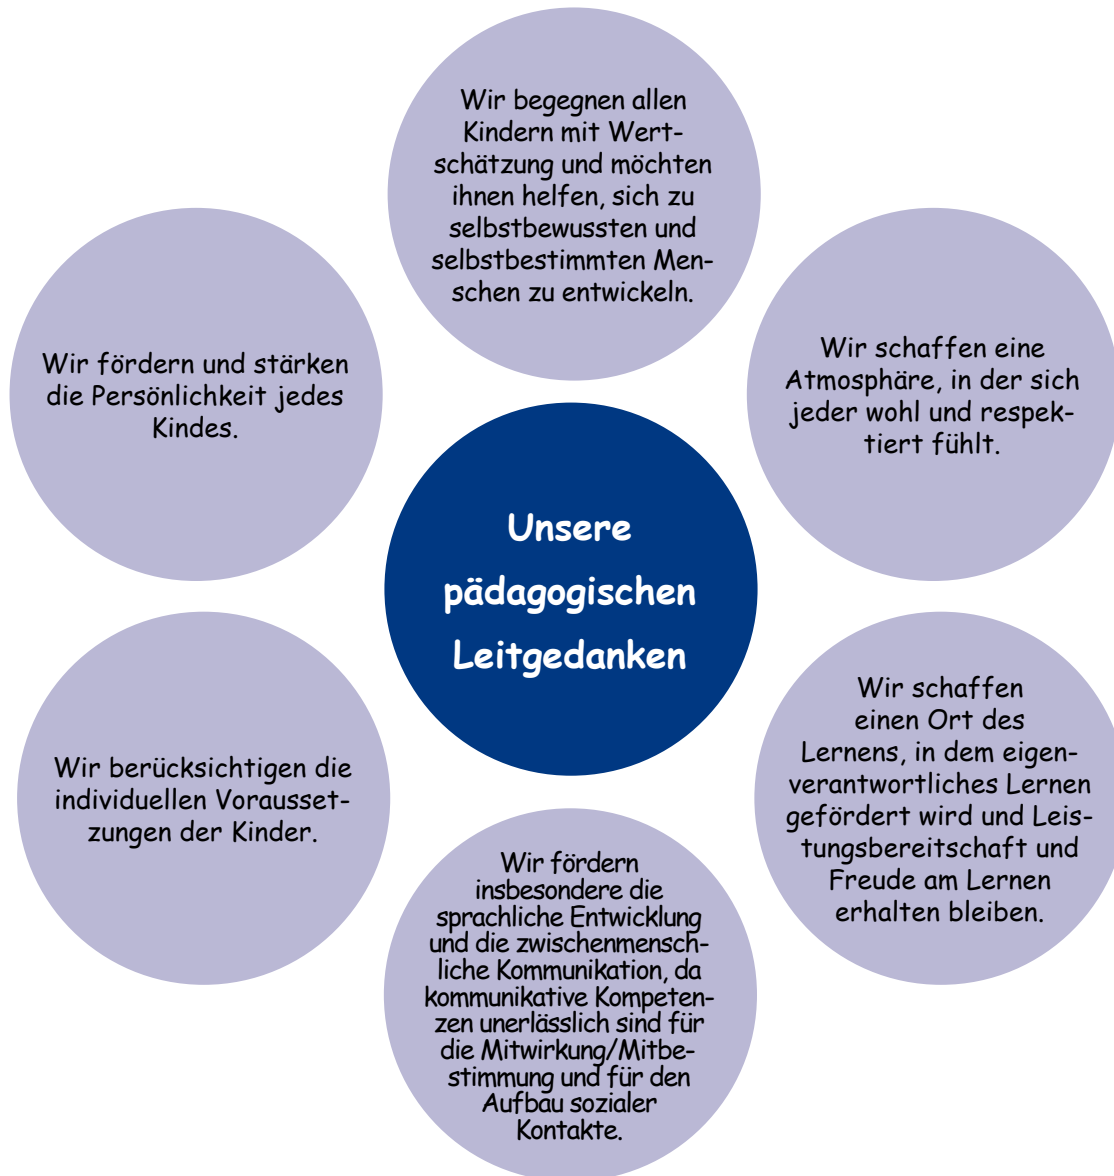 Wir begegnen allen
Kindern mit Wert-
schätzung und möchten
ihnen helfen, sich zu
selbstbewussten und
selbstbestimmten Men-
schen zu entwickeln.
Wir fördern und stärken
die Persönlichkeit jedes
Kindes.
Wir schaffen eine
Atmosphäre, in der sich
jeder wohl und respek-
tiert fühlt.
Unsere
pädagogischen
Leitgedanken
Wir berücksichtigen die
individuellen Vorausset-
zungen der Kinder.
Wir schaffen
einen Ort des
Lernens, in dem eigen-
verantwortliches Lernen
gefördert wird und Leis-
tungsbereitschaft und
Freude am Lernen
erhalten bleiben.
Wir fördern
insbesondere die
sprachliche Entwicklung
und die zwischenmensch-
liche Kommunikation, da
kommunikative Kompeten-
zen unerlässlich sind für
die Mitwirkung/Mitbe-
stimmung und für den
Aufbau sozialer
Kontakte.